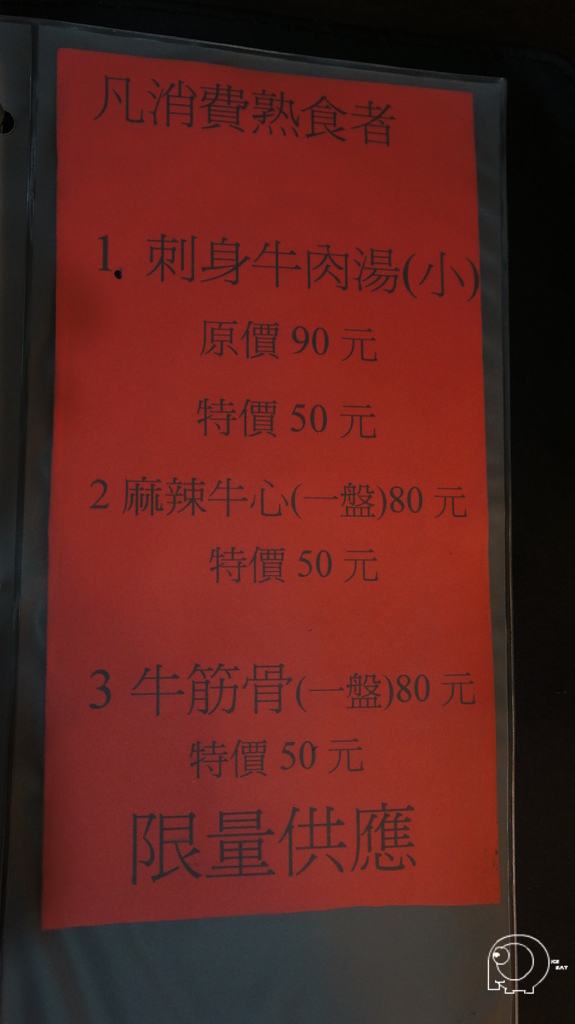 凡消費熟食者
1. 刺身牛肉湯(小)
原價 90 元
特價 50 元
2 麻辣牛心(一盤)80 元
特價 50 元
3 牛筋骨(一盤)80 元
特價 50 元
限量供應
ICE
EAT